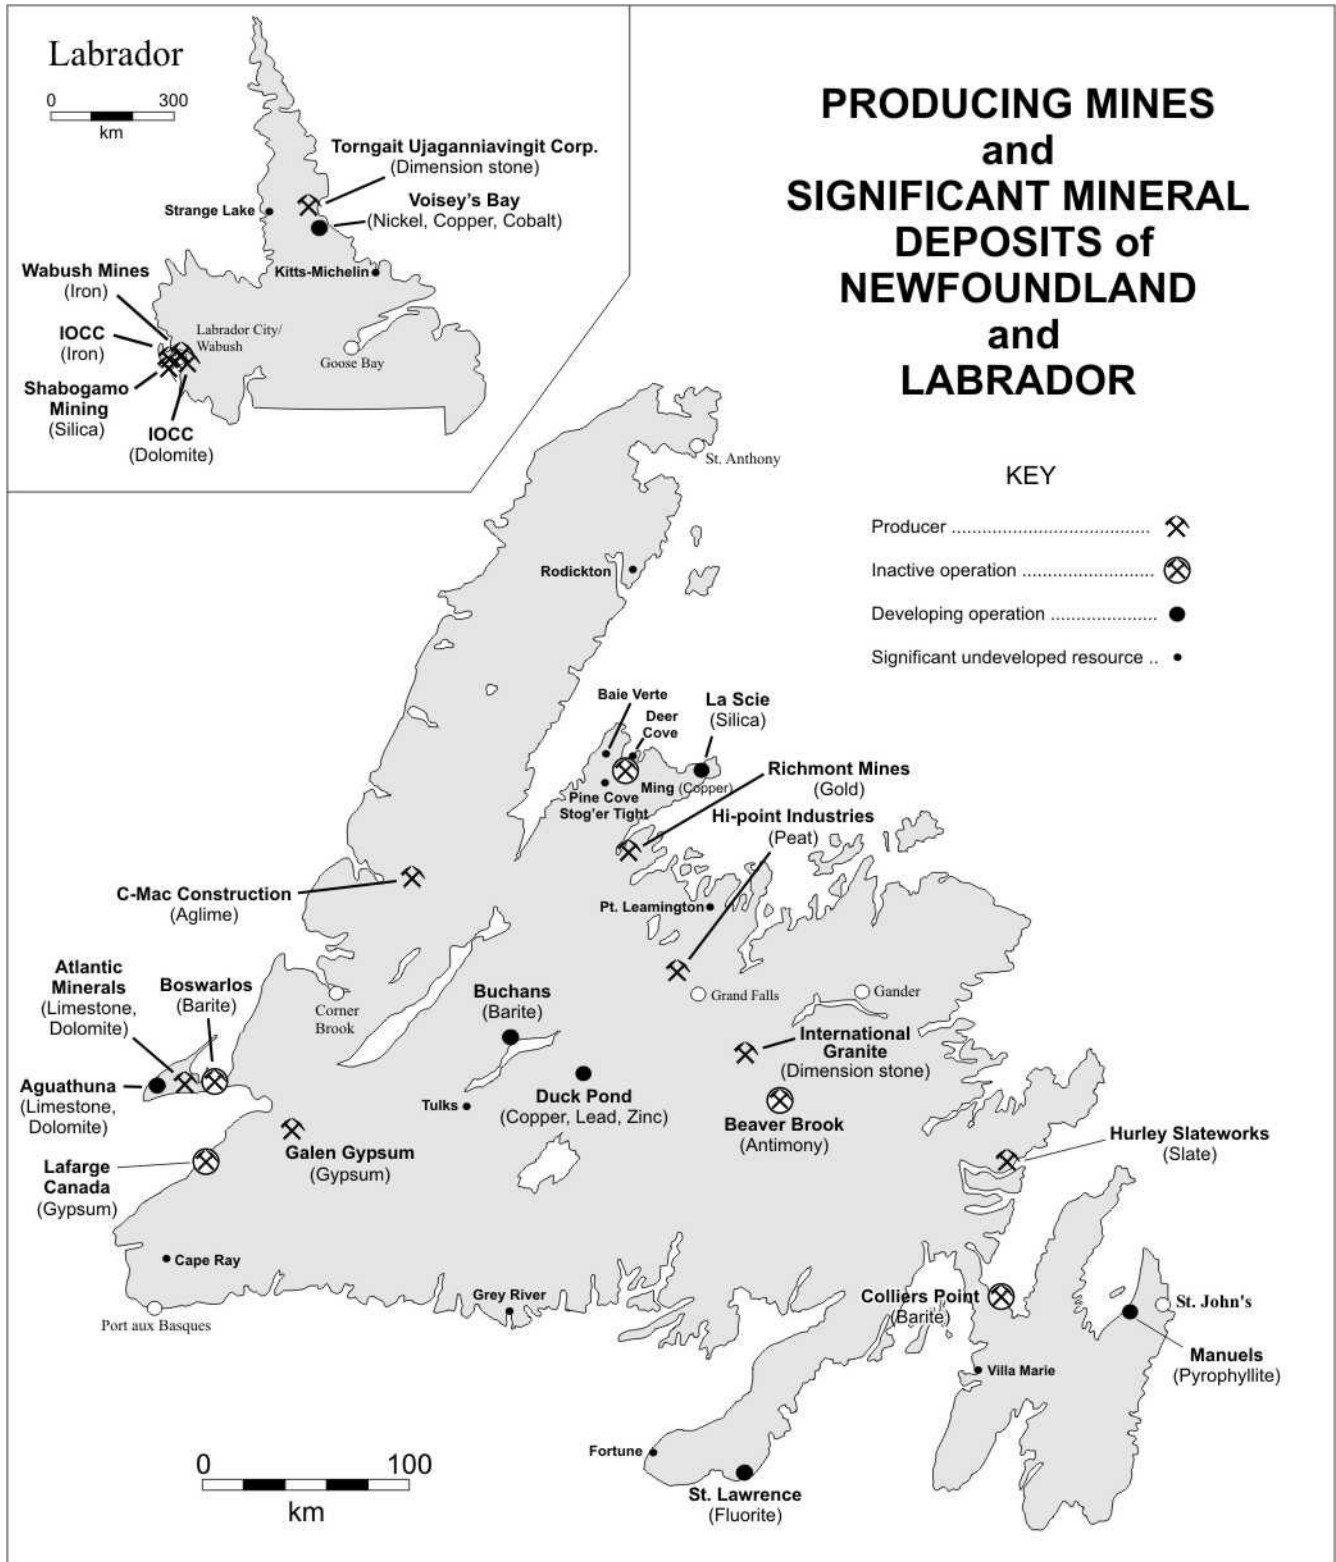 Labrador
0 300
km
Torngait Ujaganniavingit Corp.
(Dimension stone)
Strange Lake
Voisey's Bay
(Nickel, Copper, Cobalt)
Kitts-Michelin
Wabush Mines
(Iron)
IOCC
(Iron)
Labrador City/
Wabush
Goose Bay
Shabogamo
Mining
(Silica)
IOCC
(Dolomite)
PRODUCING MINES
and
SIGNIFICANT MINERAL
DEPOSITS of
NEWFOUNDLAND
and
LABRADOR
KEY
Producer ......................................
Inactive operation .........................
Developing operation .....................
Significant undeveloped resource ..
St. Anthony
Rodickton
Baie Verte
Deer
Cove
La Scie
(Silica)
Ming (Copper)
Pine Cove
Stog'er Tight
Richmont Mines
(Gold)
Hi-point Industries
(Peat)
C-Mac Construction
(Aglime)
Pt. Leamington
Atlantic
Minerals
(Limestone,
Dolomite)
Boswarlos
(Barite)
Corner
Brook
Buchans
(Barite)
Grand Falls
Gander
International
Granite
(Dimension stone)
Aguathuna
(Limestone,
Dolomite)
Tulks
Duck Pond
(Copper, Lead, Zinc)
Beaver Brook
(Antimony)
Galen Gypsum
(Gypsum)
Lafarge
Canada
(Gypsum)
Hurley Slateworks
(Slate)
Cape Ray
Grey River
Port aux Basques
Colliers Point
(Barite)
St. John's
Manuels
(Pyrophyllite)
Villa Marie
Fortune
St. Lawrence
(Fluorite)
0 100
km